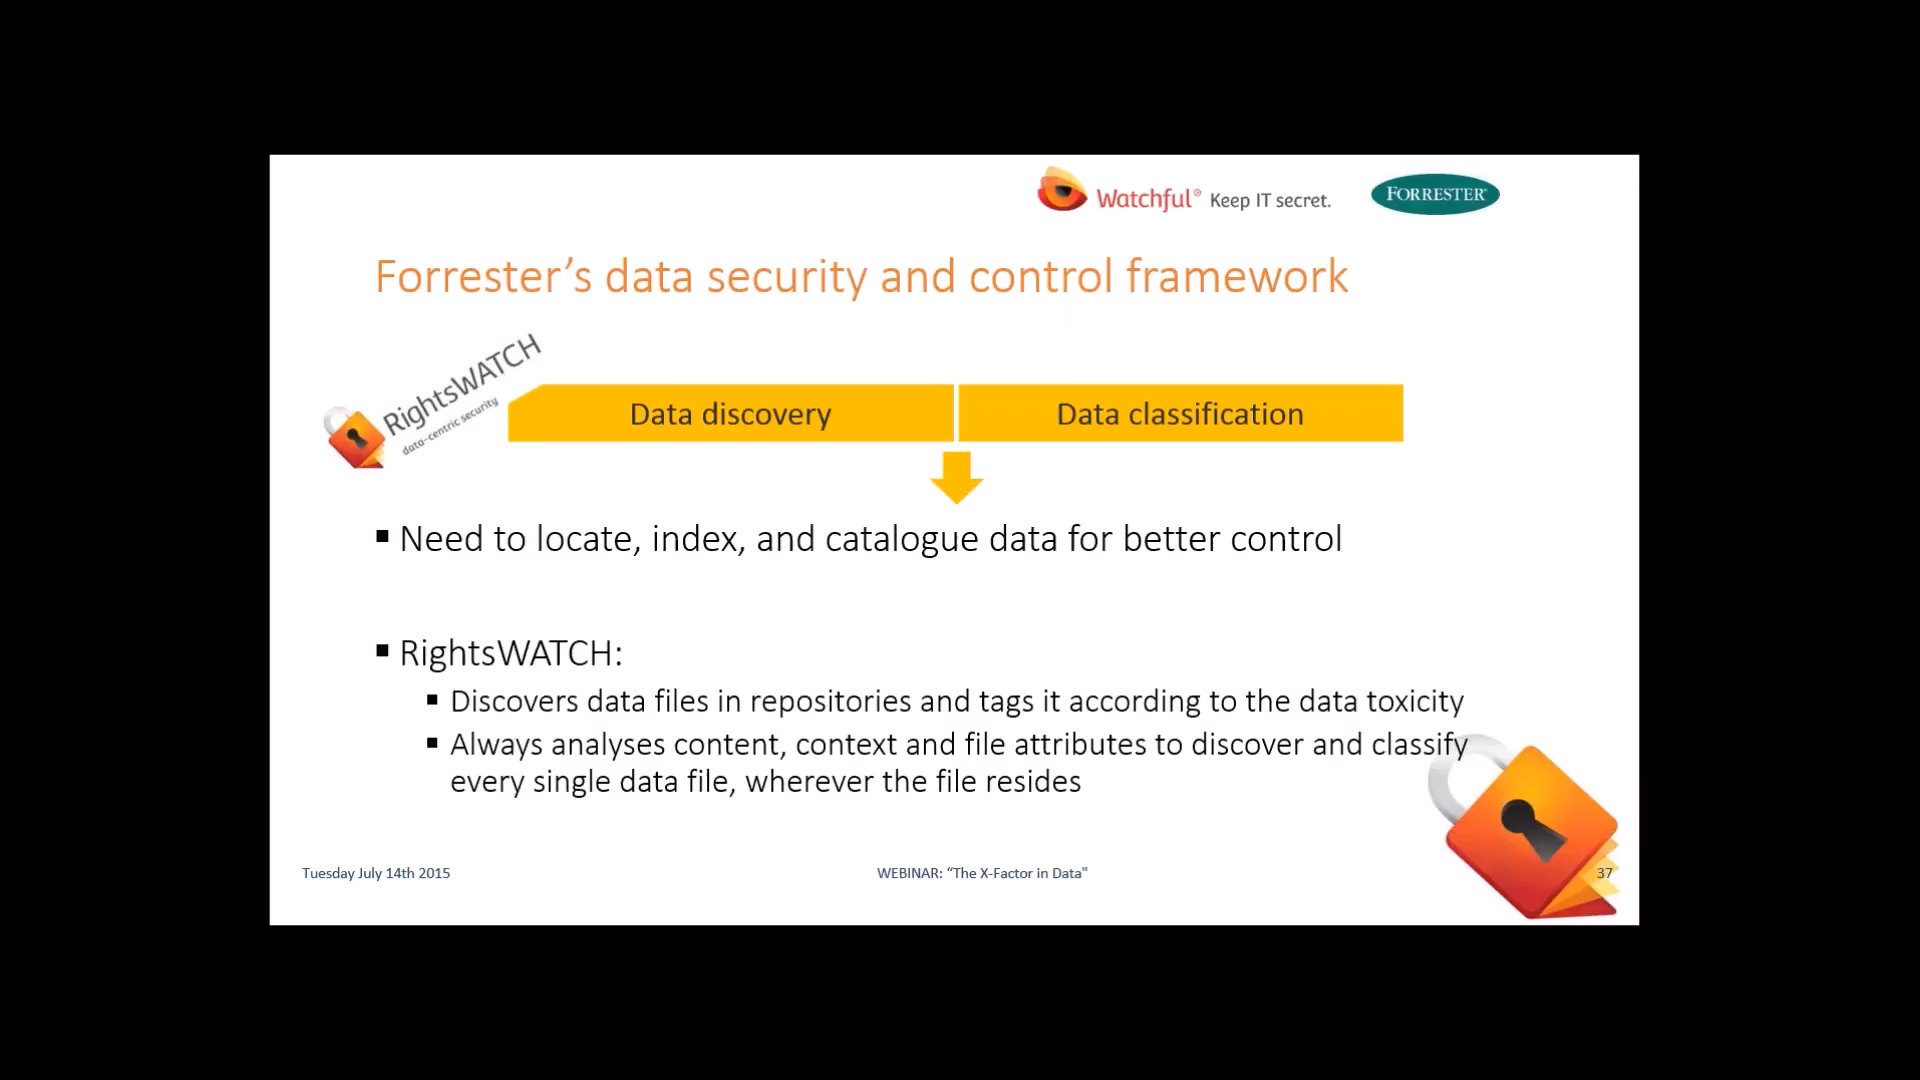 Watchful® Keep IT secret.
FORRESTER®
Forrester’s data security and control framework
RightsWATCH
data-centric security
Data discovery
Data classification
▪ Need to locate, index, and catalogue data for better control
▪ RightsWATCH:
▪ Discovers data files in repositories and tags it according to the data toxicity
▪ Always analyses content, context and file attributes to discover and classify
every single data file, wherever the file resides
Tuesday July 14th 2015
WEBINAR: “The X-Factor in Data"
37